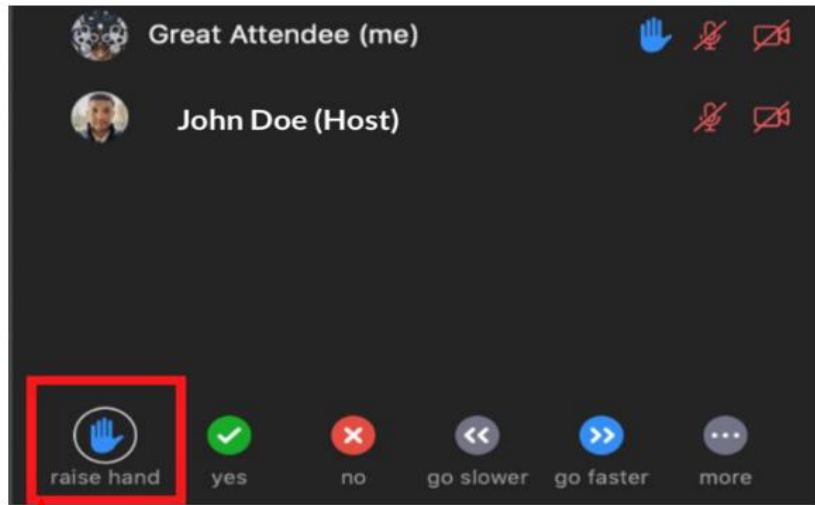 Great Attendee (me)
John Doe (Host)
raise hand yes no go slower go faster more